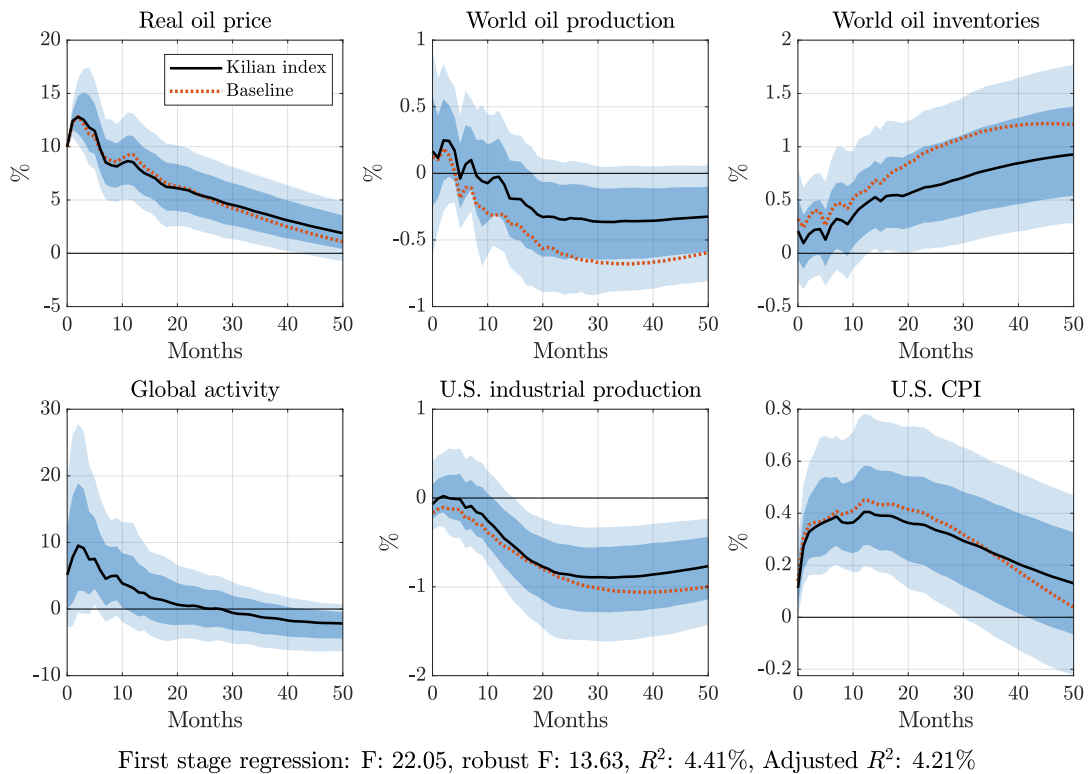 Real oil price
World oil production
World oil inventories
20
15
10
5
0
-5
%
0 10 20 30 40 50
Months
Kilian index
Baseline
1
0.5
0
-0.5
-1
%
0 10 20 30 40 50
Months
2
1.5
1
0.5
0
-0.5
%
0 10 20 30 40 50
Months
Global activity
U.S. industrial production
U.S. CPI
30
20
10
0
-10
0 10 20 30 40 50
Months
1
0
-1
-2
%
0 10 20 30 40 50
Months
0.8
0.6
0.4
0.2
0
-0.2
%
0 10 20 30 40 50
Months
First stage regression: F: 22.05, robust F: 13.63, R²: 4.41%, Adjusted R²: 4.21%